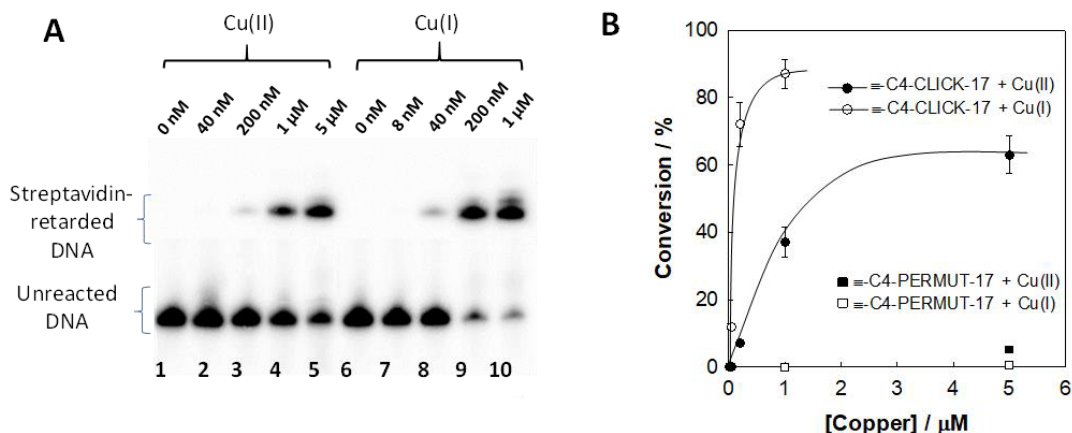 A
Cu(II)
Cu(I)
0 nM
40 nM
200 nM
1 µM
5 µM
0 nM
8 nM
40 nM
200 nM
1 µM
Streptavidin-
retarded
DNA
Unreacted
DNA
1 2 3 4 5 6 7 8 9 10
B
Conversion / %
100
80
60
40
20
0
≡-C4-CLICK-17 + Cu(II)
≡-C4-CLICK-17 + Cu(I)
≡-C4-PERMUT-17 + Cu(II)
≡-C4-PERMUT-17 + Cu(I)
0 1 2 3 4 5 6
[Copper] / µM